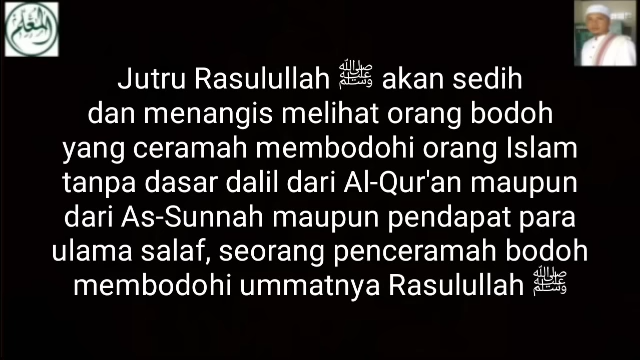 المعلم
Jutru Rasulullah ﷺ akan sedih
dan menangis melihat orang bodoh
yang ceramah membodohi orang Islam
tanpa dasar dalil dari Al-Qur'an maupun
dari As-Sunnah maupun pendapat para
ulama salaf, seorang penceramah bodoh
membodohi ummatnya Rasulullah ﷺ